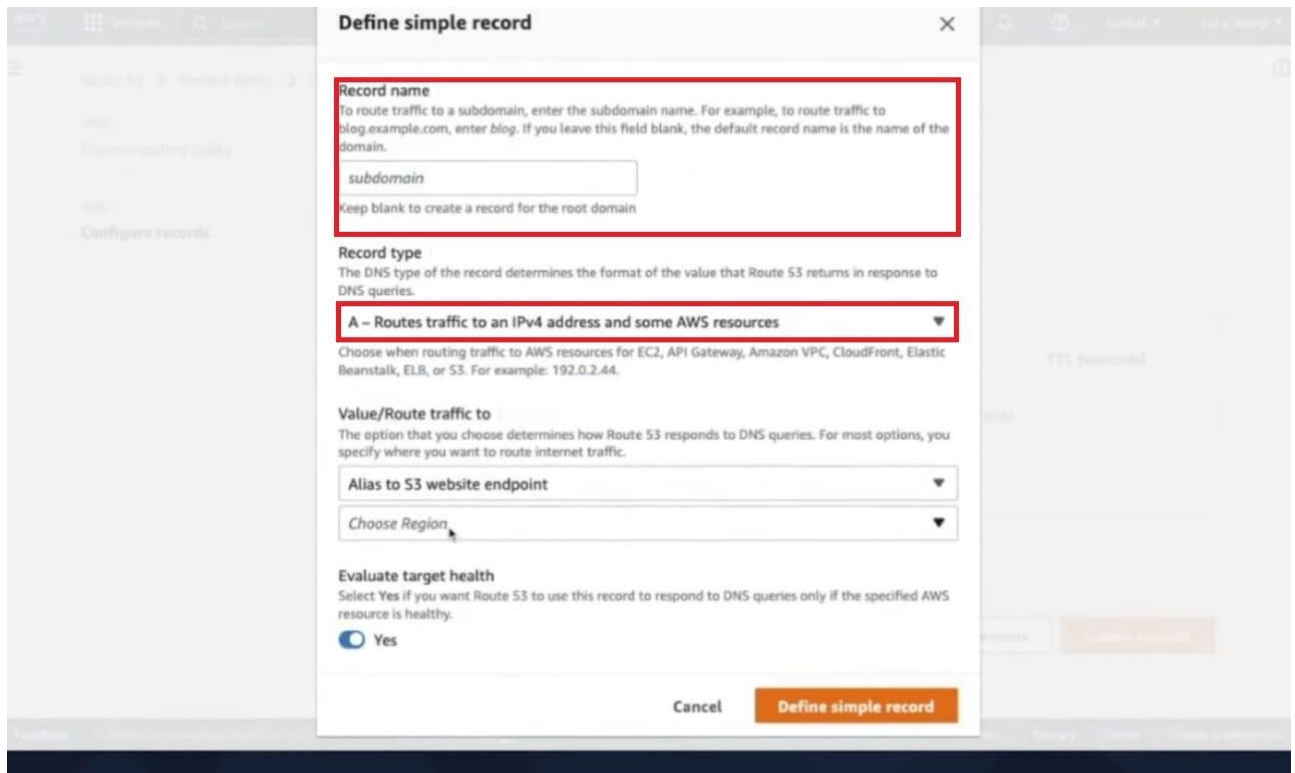 aws
Define simple record
Record name
To route traffic to a subdomain, enter the subdomain name. For example, to route traffic to
blog.example.com, enter blog. If you leave this field blank, the default record name is the name of the
domain.
subdomain
Keep blank to create a record for the root domain
Record type
The DNS type of the record determines the format of the value that Route 53 returns in response to
DNS queries.
A – Routes traffic to an IPv4 address and some AWS resources
Choose when routing traffic to AWS resources for EC2, API Gateway, Amazon VPC, CloudFront, Elastic
Beanstalk, ELB, or S3. For example: 192.0.2.44.
Value/Route traffic to
The option that you choose determines how Route 53 responds to DNS queries. For most options, you
specify where you want to route internet traffic.
Alias to S3 website endpoint
Choose Region
Evaluate target health
Select Yes if you want Route 53 to use this record to respond to DNS queries only if the specified AWS
resource is healthy.
Yes
Cancel
Define simple record
Route 53
Hosted zones
Choose routing policy
Configure records
Create records